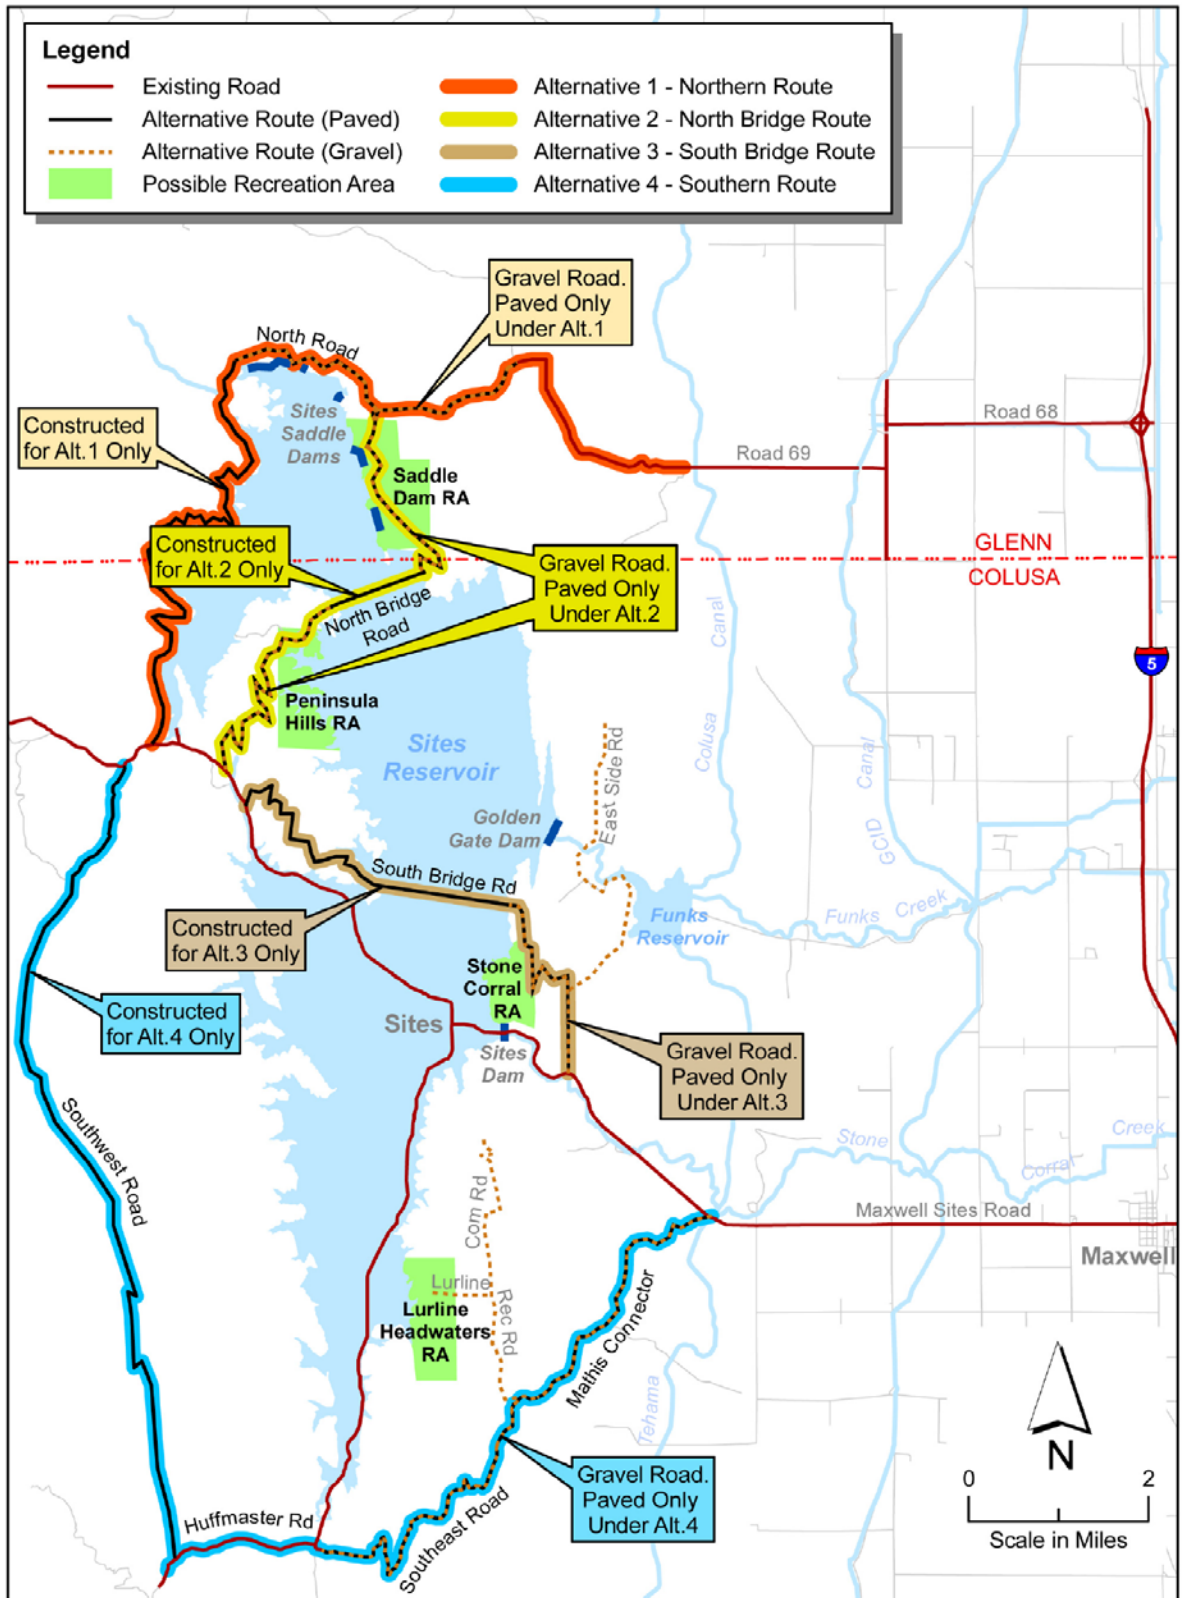 Legend
Existing Road
Alternative Route (Paved)
Alternative Route (Gravel)
Possible Recreation Area
Alternative 1 - Northern Route
Alternative 2 - North Bridge Route
Alternative 3 - South Bridge Route
Alternative 4 - Southern Route
Gravel Road.
Paved Only
Under Alt.1
North Road
Constructed
for Alt.1 Only
Sites
Saddle
Dams
Road 68
Road 69
Saddle
Dam RA
Constructed
for Alt.2 Only
GLENN
COLUSA
Gravel Road.
Paved Only
Under Alt.2
North Bridge
Road
Canal
5
Peninsula
Hills RA
Sites
Reservoir
Colusa
Canal
East Side Rd
Golden
Gate Dam
GCID
South Bridge Rd
Funks Creek
Funks
Reservoir
Constructed
for Alt.3 Only
Stone
Corral
RA
Constructed
for Alt.4 Only
Sites
Sites
Dam
Gravel Road.
Paved Only
Under Alt.3
Southwest Road
Stone
Corral
Creek
Com Rd
Maxwell Sites Road
Maxwell
Lurline
Rec Rd
Lurline
Headwaters
RA
Mathis Connector
Tehama
N
Gravel Road.
Paved Only
Under Alt.4
0 2
Scale in Miles
Huffmaster Rd
Southeast Road